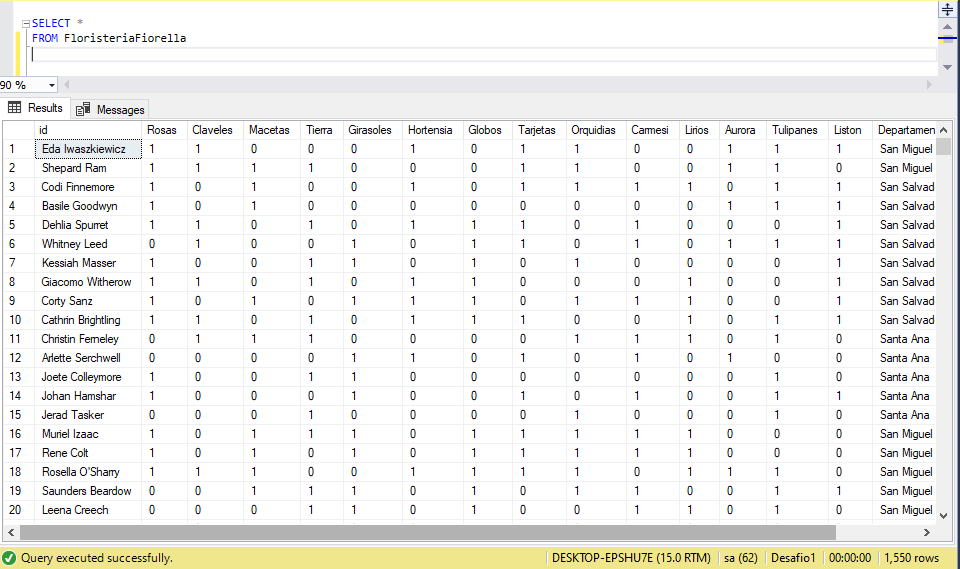 SELECT *
FROM FloristeriaFiorella
90 %
Results Messages
id Rosas Claveles Macetas Tierra Girasoles Hortensia Globos Tarjetas Orquidias Carmesi Lirios Aurora Tulipanes Liston Departamen
1 Eda Iwaszkiewicz 1 1 0 0 0 1 0 1 1 0 0 1 1 1 San Miguel
2 Shepard Ram 1 1 1 1 0 0 0 1 1 0 0 1 1 0 San Miguel
3 Codi Finnemore 1 0 1 0 0 1 0 1 1 1 1 0 1 1 San Salvad
4 Basile Goodwyn 1 0 1 0 0 0 0 0 0 0 0 1 1 1 San Salvad
5 Dehlia Spurret 1 1 0 1 0 1 1 1 0 1 0 0 0 1 San Salvad
6 Whitney Leed 0 1 0 0 1 0 1 1 0 1 0 1 1 1 San Salvad
7 Kessiah Masser 1 0 0 1 1 0 1 0 1 0 0 0 0 1 San Salvad
8 Giacomo Witherow 1 1 0 1 0 1 1 1 0 0 1 0 1 1 San Salvad
9 Corty Sanz 1 0 1 0 1 1 1 0 1 1 1 0 1 1 San Salvad
10 Cathrin Brightling 1 1 0 1 0 1 1 1 0 0 1 0 1 1 San Salvad
11 Christin Ferneley 0 1 1 1 0 0 0 0 1 1 1 0 1 0 Santa Ana
12 Arlette Serchwell 0 0 0 0 1 1 0 1 0 1 0 1 0 0 Santa Ana
13 Joete Colleymore 1 0 0 1 1 0 0 0 0 0 0 0 1 0 Santa Ana
14 Johan Hamshar 1 0 0 0 1 0 0 1 0 1 0 0 1 1 Santa Ana
15 Jerad Tasker 0 0 0 1 0 0 0 0 1 0 0 0 1 0 Santa Ana
16 Muriel Izaac 1 0 1 1 1 0 1 1 1 1 1 0 0 0 San Miguel
17 Rene Colt 1 0 1 1 1 0 1 1 1 1 0 0 0 1 San Miguel
18 Rosella O'Sharry 1 1 1 0 0 1 1 1 1 0 1 1 1 0 San Miguel
19 Saunders Beardow 0 0 1 1 1 0 1 0 1 1 0 0 1 1 San Miguel
20 Leena Creech 0 0 0 1 1 0 1 0 0 1 1 0 1 0 San Miguel
Query executed successfully. DESKTOP-EPSHU7E (15.0 RTM) sa (62) Desafio1 00:00:00 1,550 rows